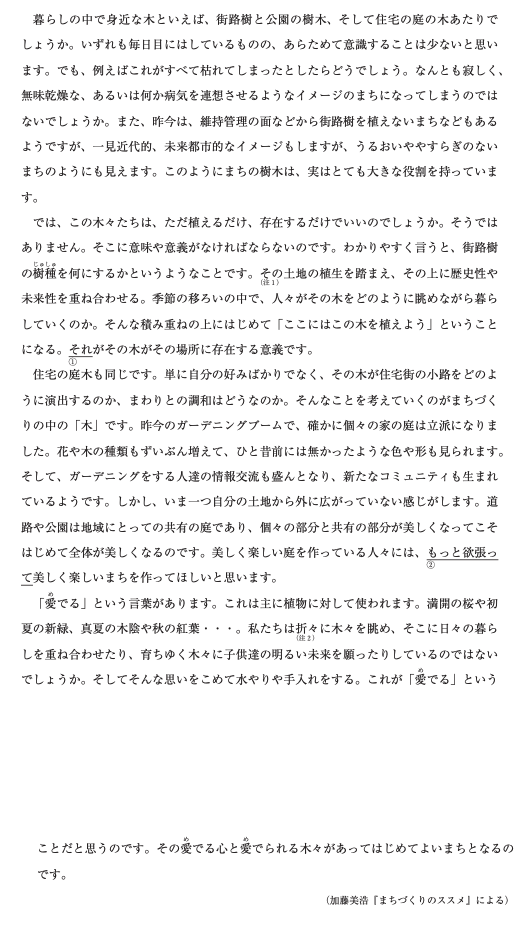 暮らしの中で身近な木といえば、街路樹と公園の樹木、そして住宅の庭の木あたりで
しょうか。いずれも毎日目にはしているものの、あらためて意識することは少ないと思い
ます。でも、例えばこれがすべて枯れてしまったとしたらどうでしょう。なんとも寂しく、
無味乾燥な、あるいは何か病気を連想させるようなイメージのまちになってしまうのでは
ないでしょうか。また、昨今は、維持管理の面などから街路樹を植えないまちなどもある
ようですが、一見近代的、未来都市的なイメージもしますが、うるおいややすらぎのない
まちのようにも見えます。このようにまちの樹木は、実はとても大きな役割を持っていま
す。
では、この木々たちは、ただ植えるだけ、存在するだけでいいのでしょうか。そうでは
ありません。そこに意味や意義がなければならないのです。わかりやすく言うと、街路樹
じゅしゅ
の樹種を何にするかというようなことです。その土地の植生を踏まえ、その上に歴史性や
(注1)
未来性を重ね合わせる。季節の移ろいの中で、人々がその木をどのように眺めながら暮ら
していくのか。そんな積み重ねの上にはじめて「ここにはこの木を植えよう」ということ
になる。それがその木がその場所に存在する意義です。
①
住宅の庭木も同じです。単に自分の好みばかりでなく、その木が住宅街の小路をどのよ
うに演出するのか、まわりとの調和はどうなのか。そんなことを考えていくのがまちづく
りの中の「木」です。昨今のガーデニングブームで、確かに個々の家の庭は立派になりま
した。花や木の種類もずいぶん増えて、ひと昔前には無かったような色や形も見られます。
そして、ガーデニングをする人達の情報交流も盛んとなり、新たなコミュニティも生まれ
ているようです。しかし、いま一つ自分の土地から外に広がっていない感じがします。道
路や公園は地域にとっての共有の庭であり、個々の部分と共有の部分が美しくなってこそ
はじめて全体が美しくなるのです。美しく楽しい庭を作っている人々には、もっと欲張っ
②
て美しく楽しいまちを作ってほしいと思います。
め
「愛でる」という言葉があります。これは主に植物に対して使われます。満開の桜や初
夏の新緑、真夏の木陰や秋の紅葉・・・。私たちは折々に木々を眺め、そこに日々の暮ら
(注2)
しを重ね合わせたり、育ちゆく木々に子供達の明るい未来を願ったりしているのではない
め
でしょうか。そしてそんな思いをこめて水やりや手入れをする。これが「愛でる」という
め め
ことだと思うのです。その愛でる心と愛でられる木々があってはじめてよいまちとなるの
です。
(加藤美浩『まちづくりのススメ』による)